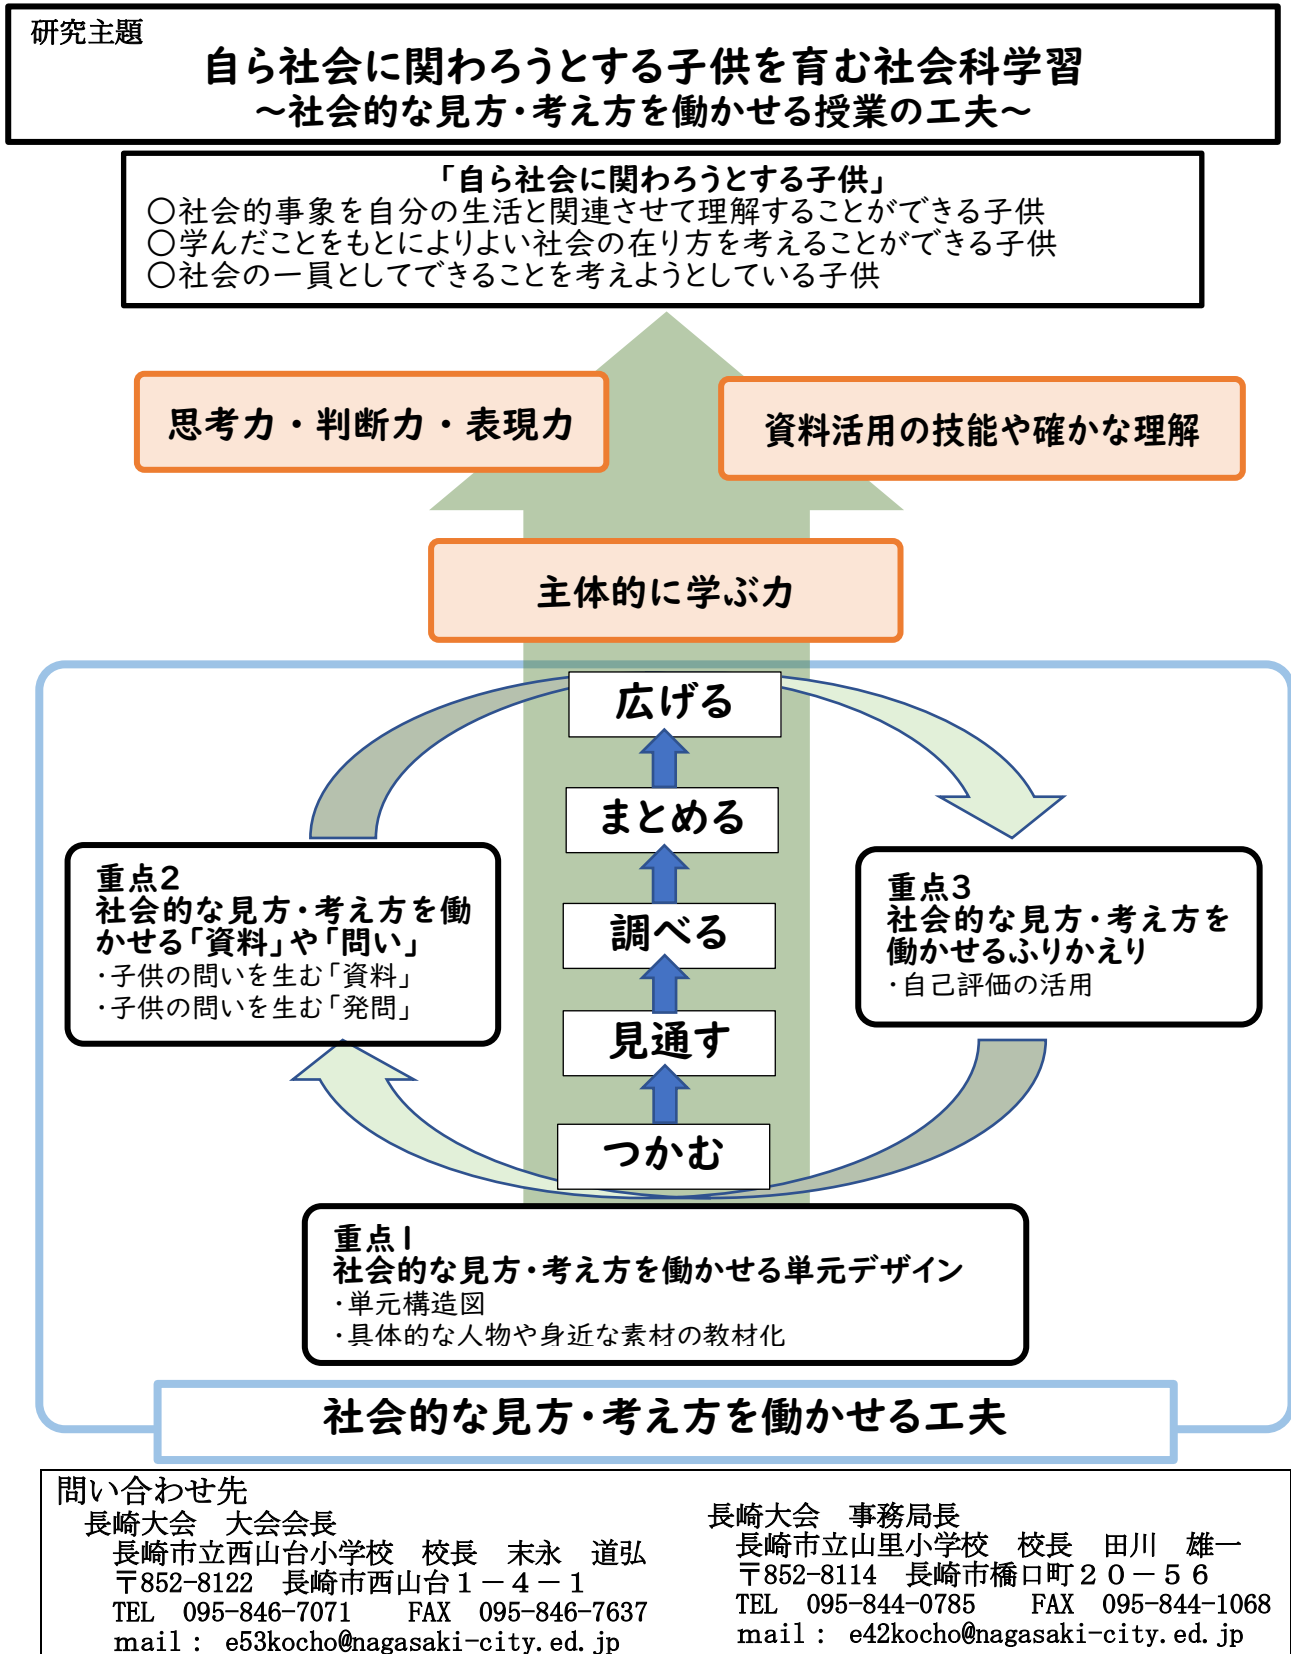 研究主題
自ら社会に関わろうとする子供を育む社会科学習
～社会的な見方・考え方を働かせる授業の工夫～
「自ら社会に関わろうとする子供」
○社会的事象を自分の生活と関連させて理解することができる子供
○学んだことをもとによりよい社会の在り方を考えることができる子供
○社会の一員としてできることを考えようとしている子供
思考力・判断力・表現力
資料活用の技能や確かな理解
主体的に学ぶ力
広げる
まとめる
調べる
見通す
つかむ
重点2
社会的な見方・考え方を働
かせる「資料」や「問い」
・子供の問いを生む「資料」
・子供の問いを生む「発問」
重点3
社会的な見方・考え方を
働かせるふりかえり
・自己評価の活用
重点1
社会的な見方・考え方を働かせる単元デザイン
・単元構造図
・具体的な人物や身近な素材の教材化
社会的な見方・考え方を働かせる工夫
問い合わせ先
長崎大会　大会会長
長崎市立西山台小学校　校長　末永　道弘
〒852-8122　長崎市西山台１－４－１
TEL　095-846-7071　　FAX　095-846-7637
mail：　e53kocho@nagasaki-city.ed.jp
長崎大会　事務局長
長崎市立山里小学校　校長　田川　雄一
〒852-8114　長崎市橋口町２０－５６
TEL　095-844-0785　　FAX　095-844-1068
mail：　e42kocho@nagasaki-city.ed.jp